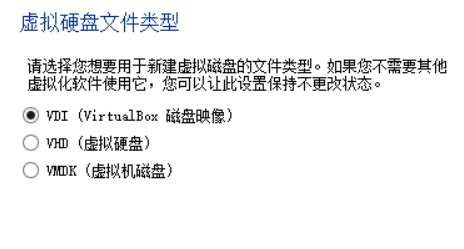 虚拟硬盘文件类型
请选择您想要用于新建虚拟磁盘的文件类型。如果您不需要其他
虚拟化软件使用它，您可以让此设置保持不更改状态。
VDI (VirtualBox 磁盘映像)
VHD (虚拟硬盘)
VMDK (虚拟机磁盘)